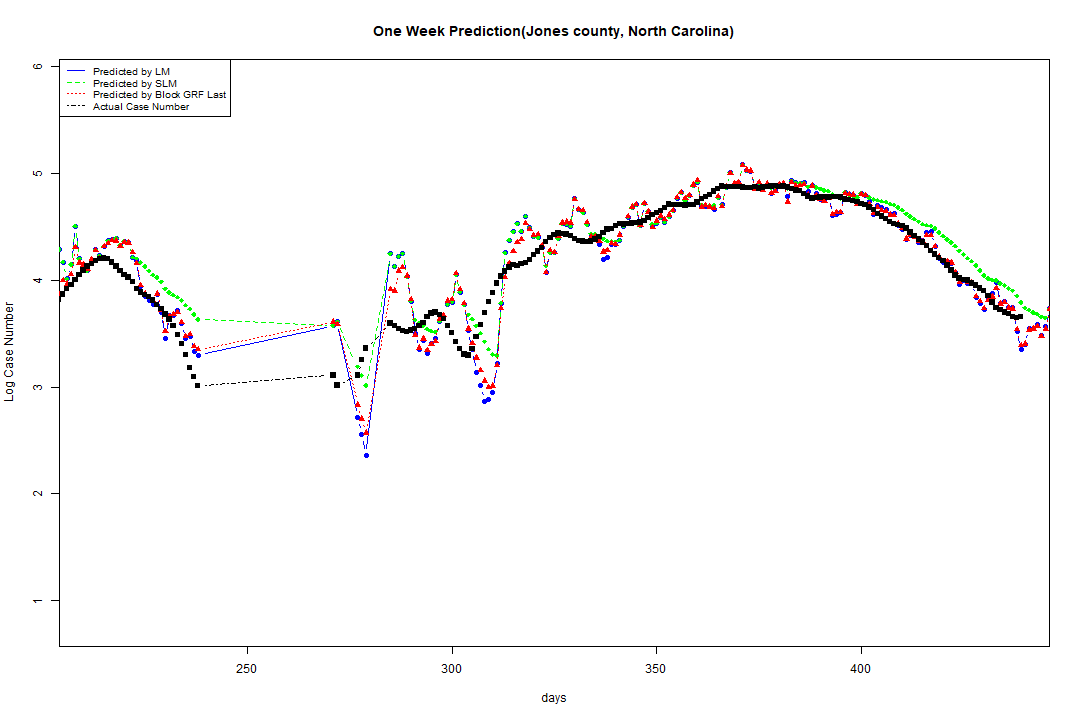 One Week Prediction(Jones county, North Carolina)
Predicted by LM
Predicted by SLM
Predicted by Block GRF Last
Actual Case Number
6
5
4
3
2
1
Log Case Number
250 300 350 400
days